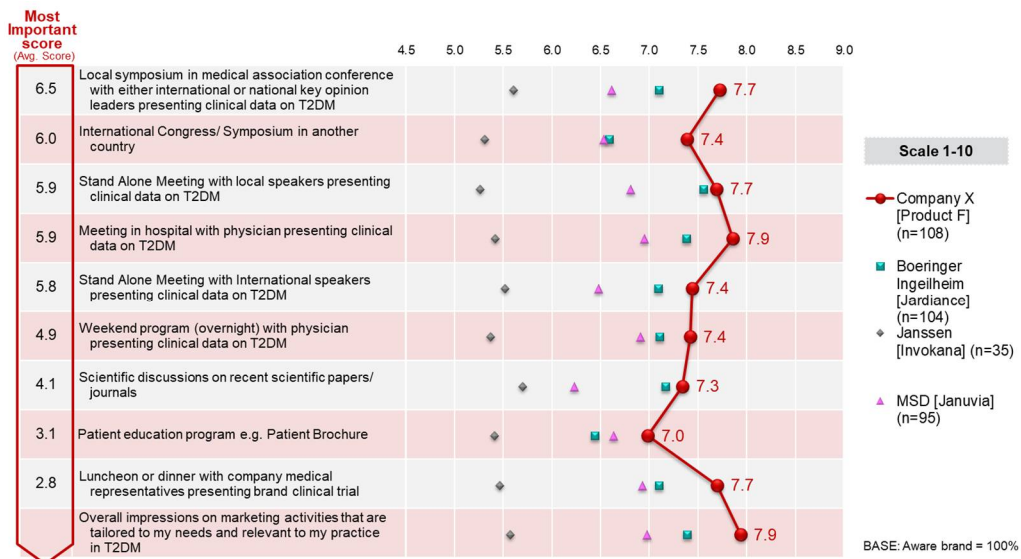 Most
Important
score
(Avg. Score)
4.5 5.0 5.5 6.0 6.5 7.0 7.5 8.0 8.5 9.0
6.5
Local symposium in medical association conference
with either international or national key opinion
leaders presenting clinical data on T2DM
7.7
6.0
International Congress/ Symposium in another
country
7.4
5.9
Stand Alone Meeting with local speakers presenting
clinical data on T2DM
7.7
5.9
Meeting in hospital with physician presenting clinical
data on T2DM
7.9
5.8
Stand Alone Meeting with International speakers
presenting clinical data on T2DM
7.4
4.9
Weekend program (overnight) with physician
presenting clinical data on T2DM
7.4
4.1
Scientific discussions on recent scientific papers/
journals
7.3
3.1
Patient education program e.g. Patient Brochure
7.0
2.8
Luncheon or dinner with company medical
representatives presenting brand clinical trial
7.7
Overall impressions on marketing activities that are
tailored to my needs and relevant to my practice
in T2DM
7.9
Scale 1-10
Company X
[Product F]
(n=108)
Boeringer
Ingeilheim
[Jardiance]
(n=104)
Janssen
[Invokana] (n=35)
MSD [Januvia]
(n=95)
BASE: Aware brand = 100%